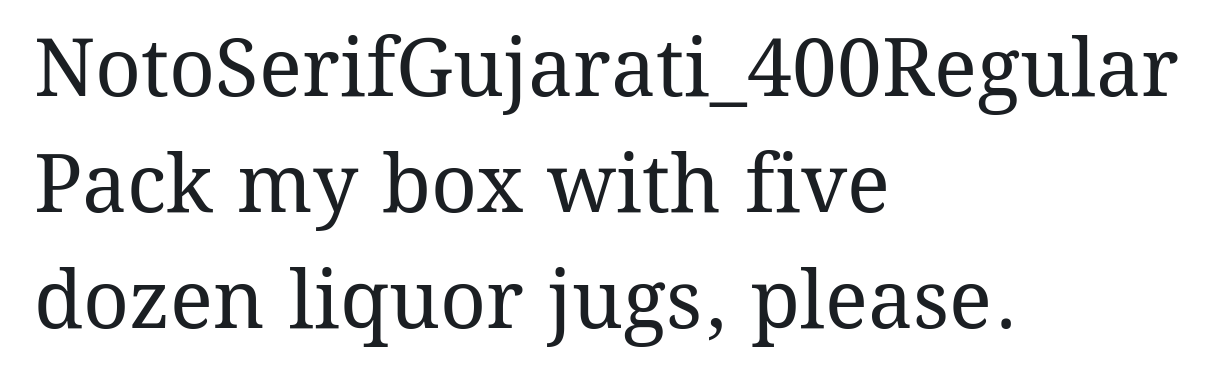 NotoSerifGujarati_400Regular
Pack my box with five
dozen liquor jugs, please.